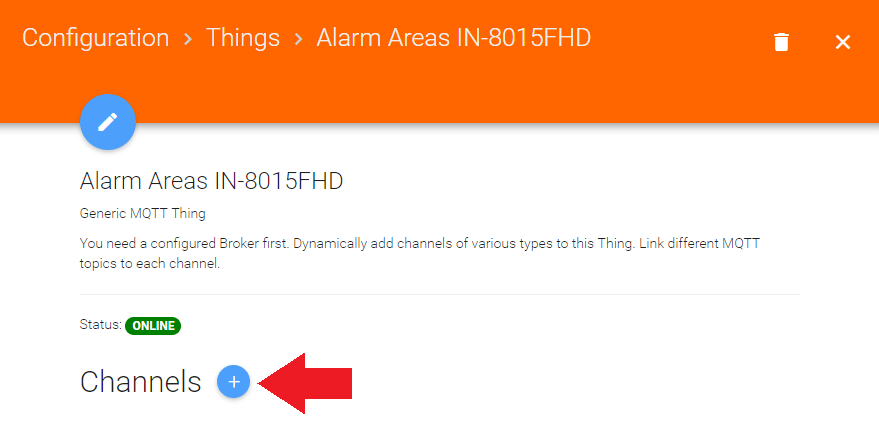 Configuration > Things > Alarm Areas IN-8015FHD
Alarm Areas IN-8015FHD
Generic MQTT Thing
You need a configured Broker first. Dynamically add channels of various types to this Thing. Link different MQTT
topics to each channel.
Status: ONLINE
Channels +